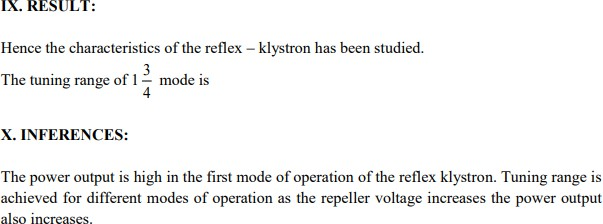 IX. RESULT:
Hence the characteristics of the reflex – klystron has been studied.
The tuning range of 1 3/4 mode is
X. INFERENCES:
The power output is high in the first mode of operation of the reflex klystron. Tuning range is
achieved for different modes of operation as the repeller voltage increases the power output
also increases.